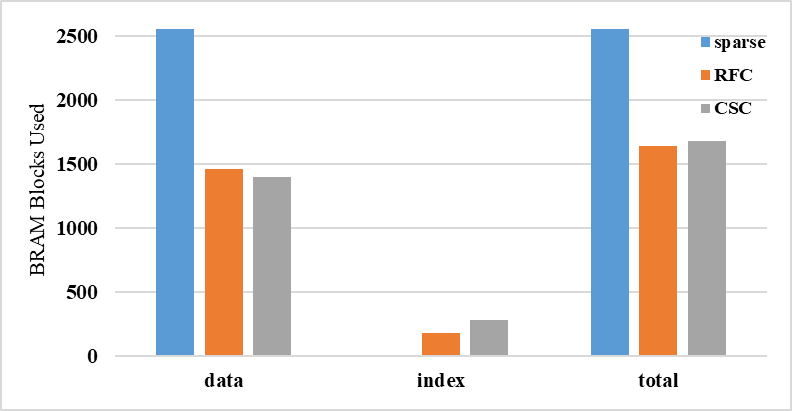 BRAM Blocks Used
2500
2000
1500
1000
500
0
data
index
total
sparse
RFC
CSC